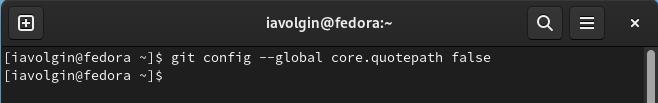 iavolgin@fedora:~
[iavolgin@fedora ~]$ git config --global core.quotepath false
[iavolgin@fedora ~]$